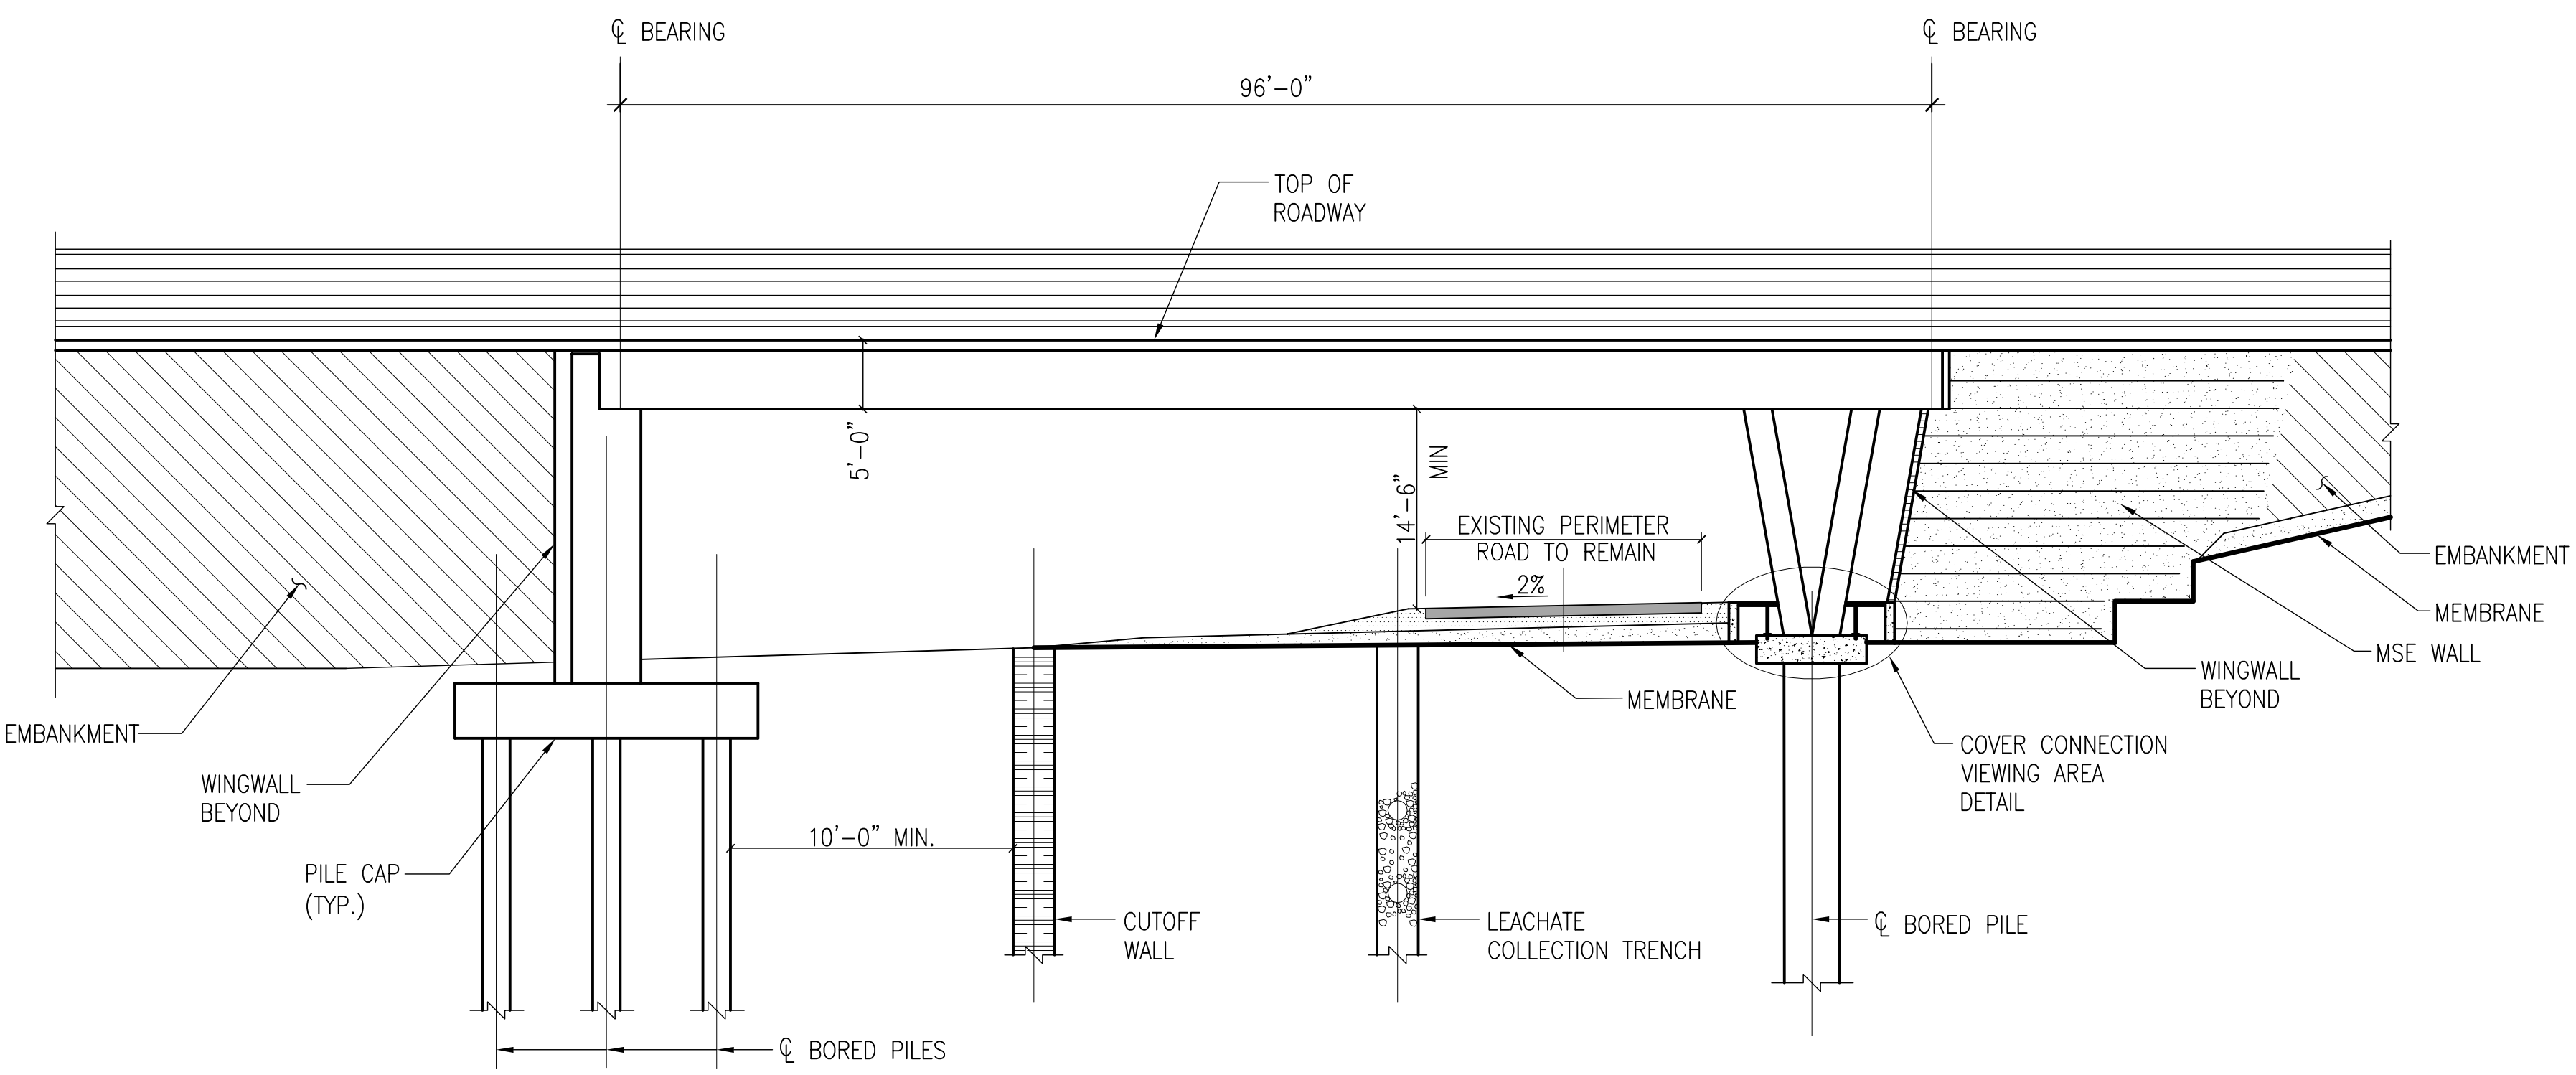 ℄ BEARING
℄ BEARING
96'-0"
TOP OF
ROADWAY
5'-0"
14'-6"
MIN
EXISTING PERIMETER
ROAD TO REMAIN
2%
EMBANKMENT
MEMBRANE
MSE WALL
WINGWALL
BEYOND
MEMBRANE
COVER CONNECTION
VIEWING AREA
DETAIL
EMBANKMENT
WINGWALL
BEYOND
PILE CAP
(TYP.)
10'-0" MIN.
CUTOFF
WALL
LEACHATE
COLLECTION TRENCH
℄ BORED PILE
℄ BORED PILES